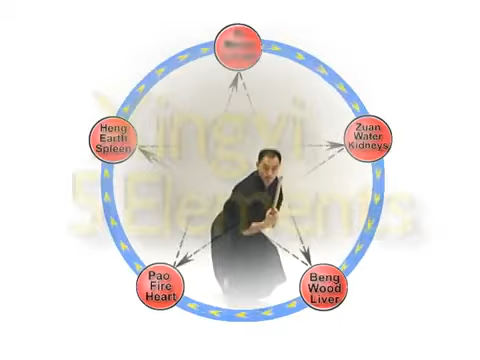 Xingyi
5 Elements
Heng
Earth
Spleen
Zuan
Water
Kidneys
Pao
Fire
Heart
Beng
Wood
Liver